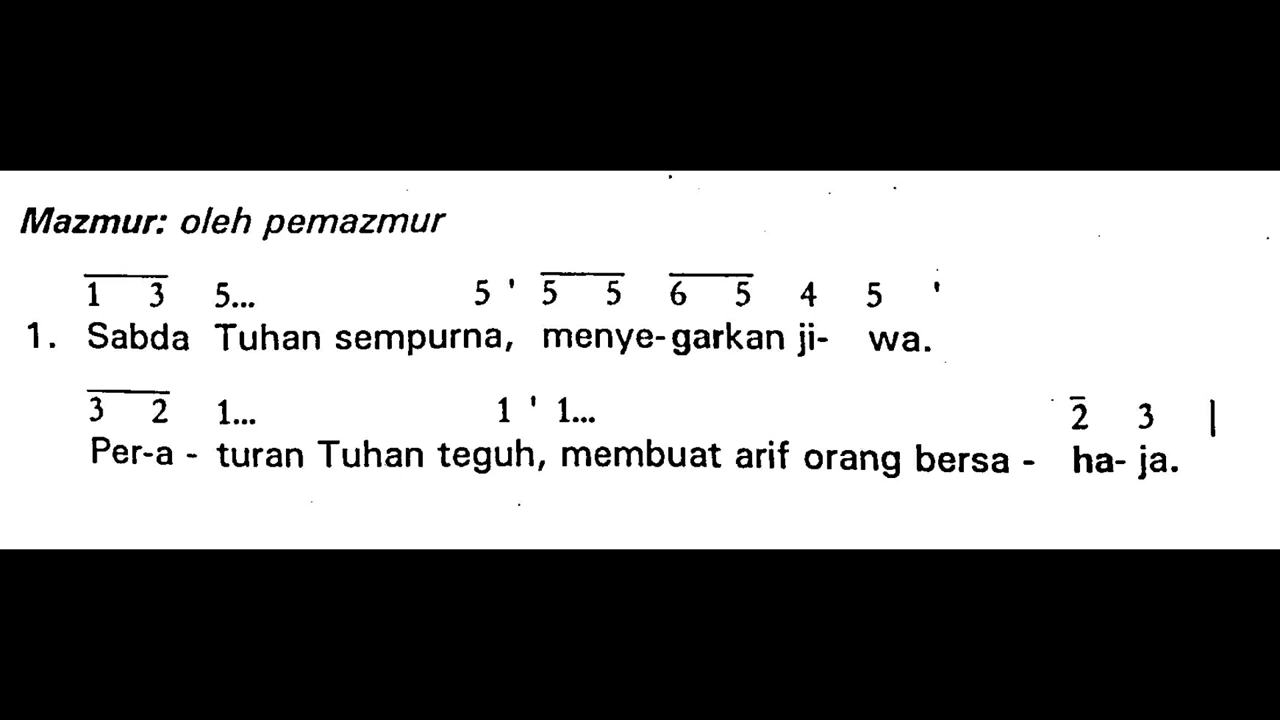 Mazmur: oleh pemazmur
1 3 5... 5 ' 5 5 6 5 4 5 '
1. Sabda Tuhan sempurna, menye-garkan ji- wa.
3 2 1... 1 ' 1... 2 3 |
Per-a - turan Tuhan teguh, membuat arif orang bersa - ha- ja.